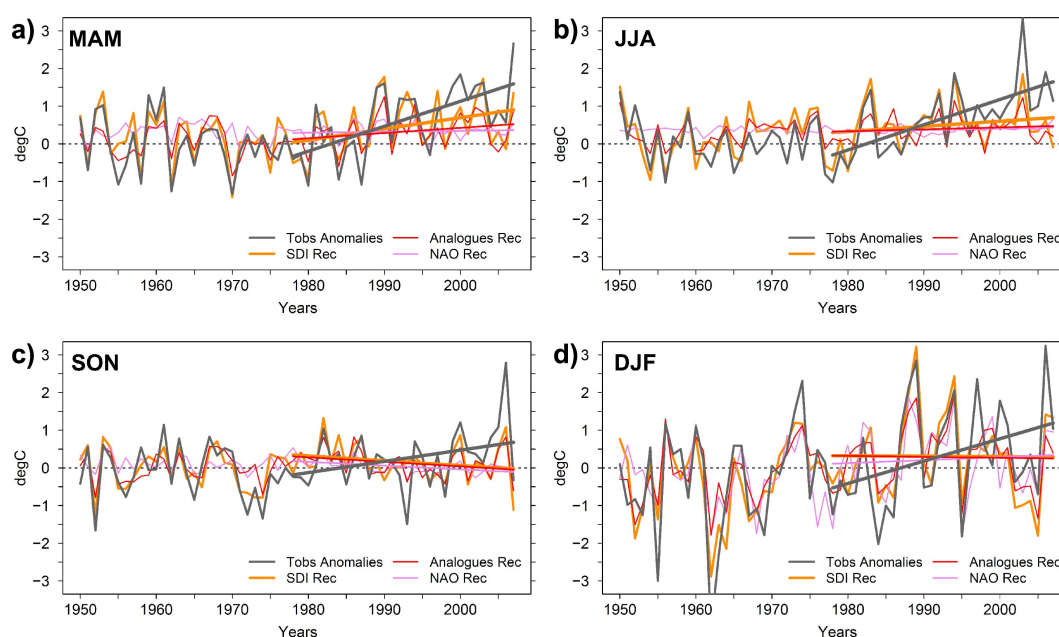 a) MAM
degC
3
2
1
0
−1
−2
−3
Tobs Anomalies Analogues Rec
SDI Rec NAO Rec
1950 1960 1970 1980 1990 2000
Years
b) JJA
degC
3
2
1
0
−1
−2
−3
Tobs Anomalies Analogues Rec
SDI Rec NAO Rec
1950 1960 1970 1980 1990 2000
Years
c) SON
degC
3
2
1
0
−1
−2
−3
Tobs Anomalies Analogues Rec
SDI Rec NAO Rec
1950 1960 1970 1980 1990 2000
Years
d) DJF
degC
3
2
1
0
−1
−2
−3
Tobs Anomalies Analogues Rec
SDI Rec NAO Rec
1950 1960 1970 1980 1990 2000
Years